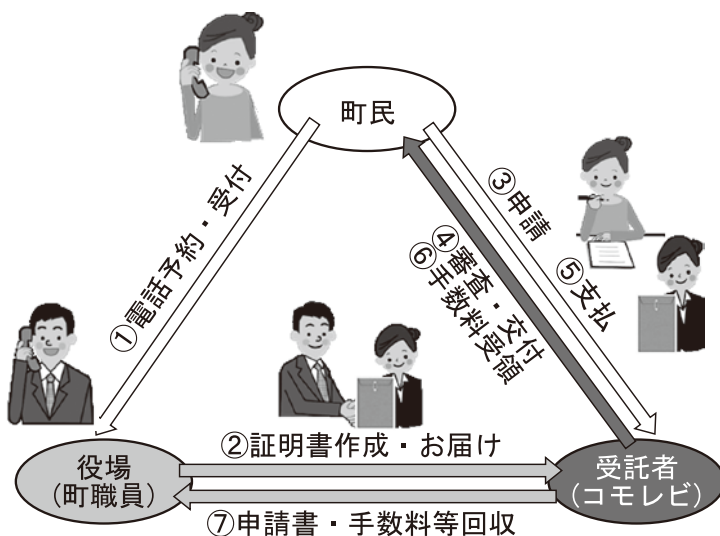 町民
①電話予約・受付
③申請
⑤支払
④審査・交付
⑥手数料受領
②証明書作成・お届け
役場
(町職員)
受託者
(コモレビ)
⑦申請書・手数料等回収